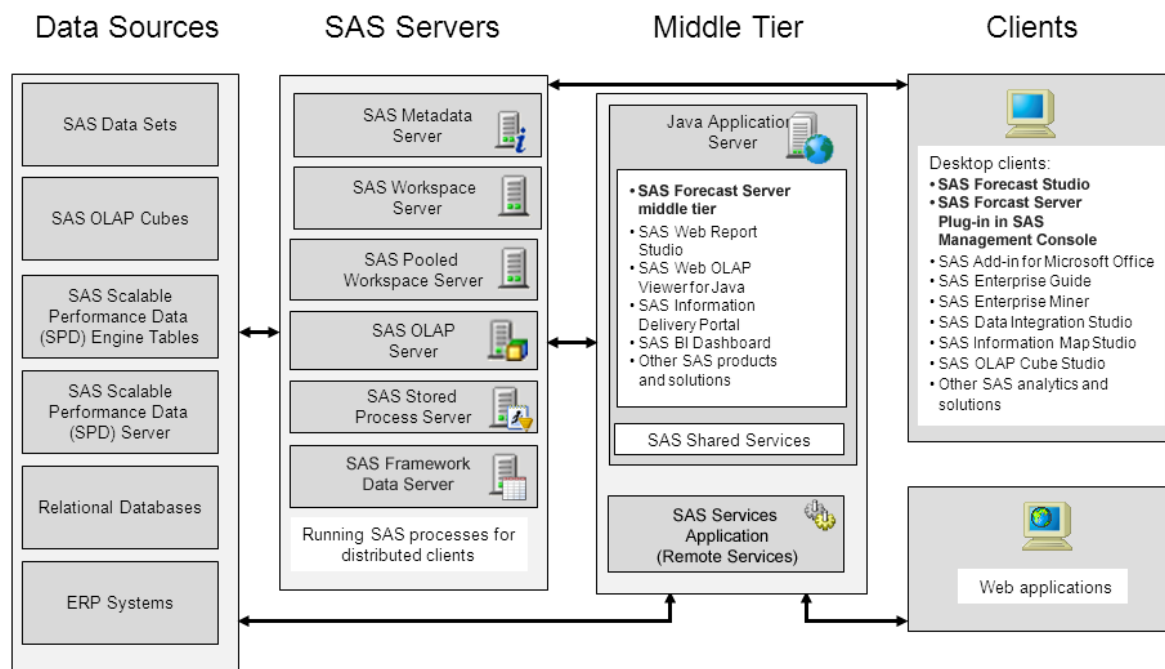 Data Sources
SAS Servers
Middle Tier
Clients
SAS Data Sets
SAS OLAP Cubes
SAS Scalable
Performance Data
(SPD) Engine Tables
SAS Scalable
Performance Data
(SPD) Server
Relational Databases
ERP Systems
SAS Metadata
Server
SAS Workspace
Server
SAS Pooled
Workspace Server
SAS OLAP
Server
SAS Stored
Process Server
SAS Framework
Data Server
Running SAS processes for
distributed clients
Java Application
Server
• SAS Forecast Server
middle tier
• SAS Web Report
Studio
• SAS Web OLAP
Viewer for Java
• SAS Information
Delivery Portal
• SAS BI Dashboard
• Other SAS products
and solutions
SAS Shared Services
SAS Services
Application
(Remote Services)
Desktop clients:
• SAS Forecast Studio
• SAS Forcast Server
Plug-in in SAS
Management Console
• SAS Add-in for Microsoft Office
• SAS Enterprise Guide
• SAS Enterprise Miner
• SAS Data Integration Studio
• SAS Information Map Studio
• SAS OLAP Cube Studio
• Other SAS analytics and
solutions
Web applications